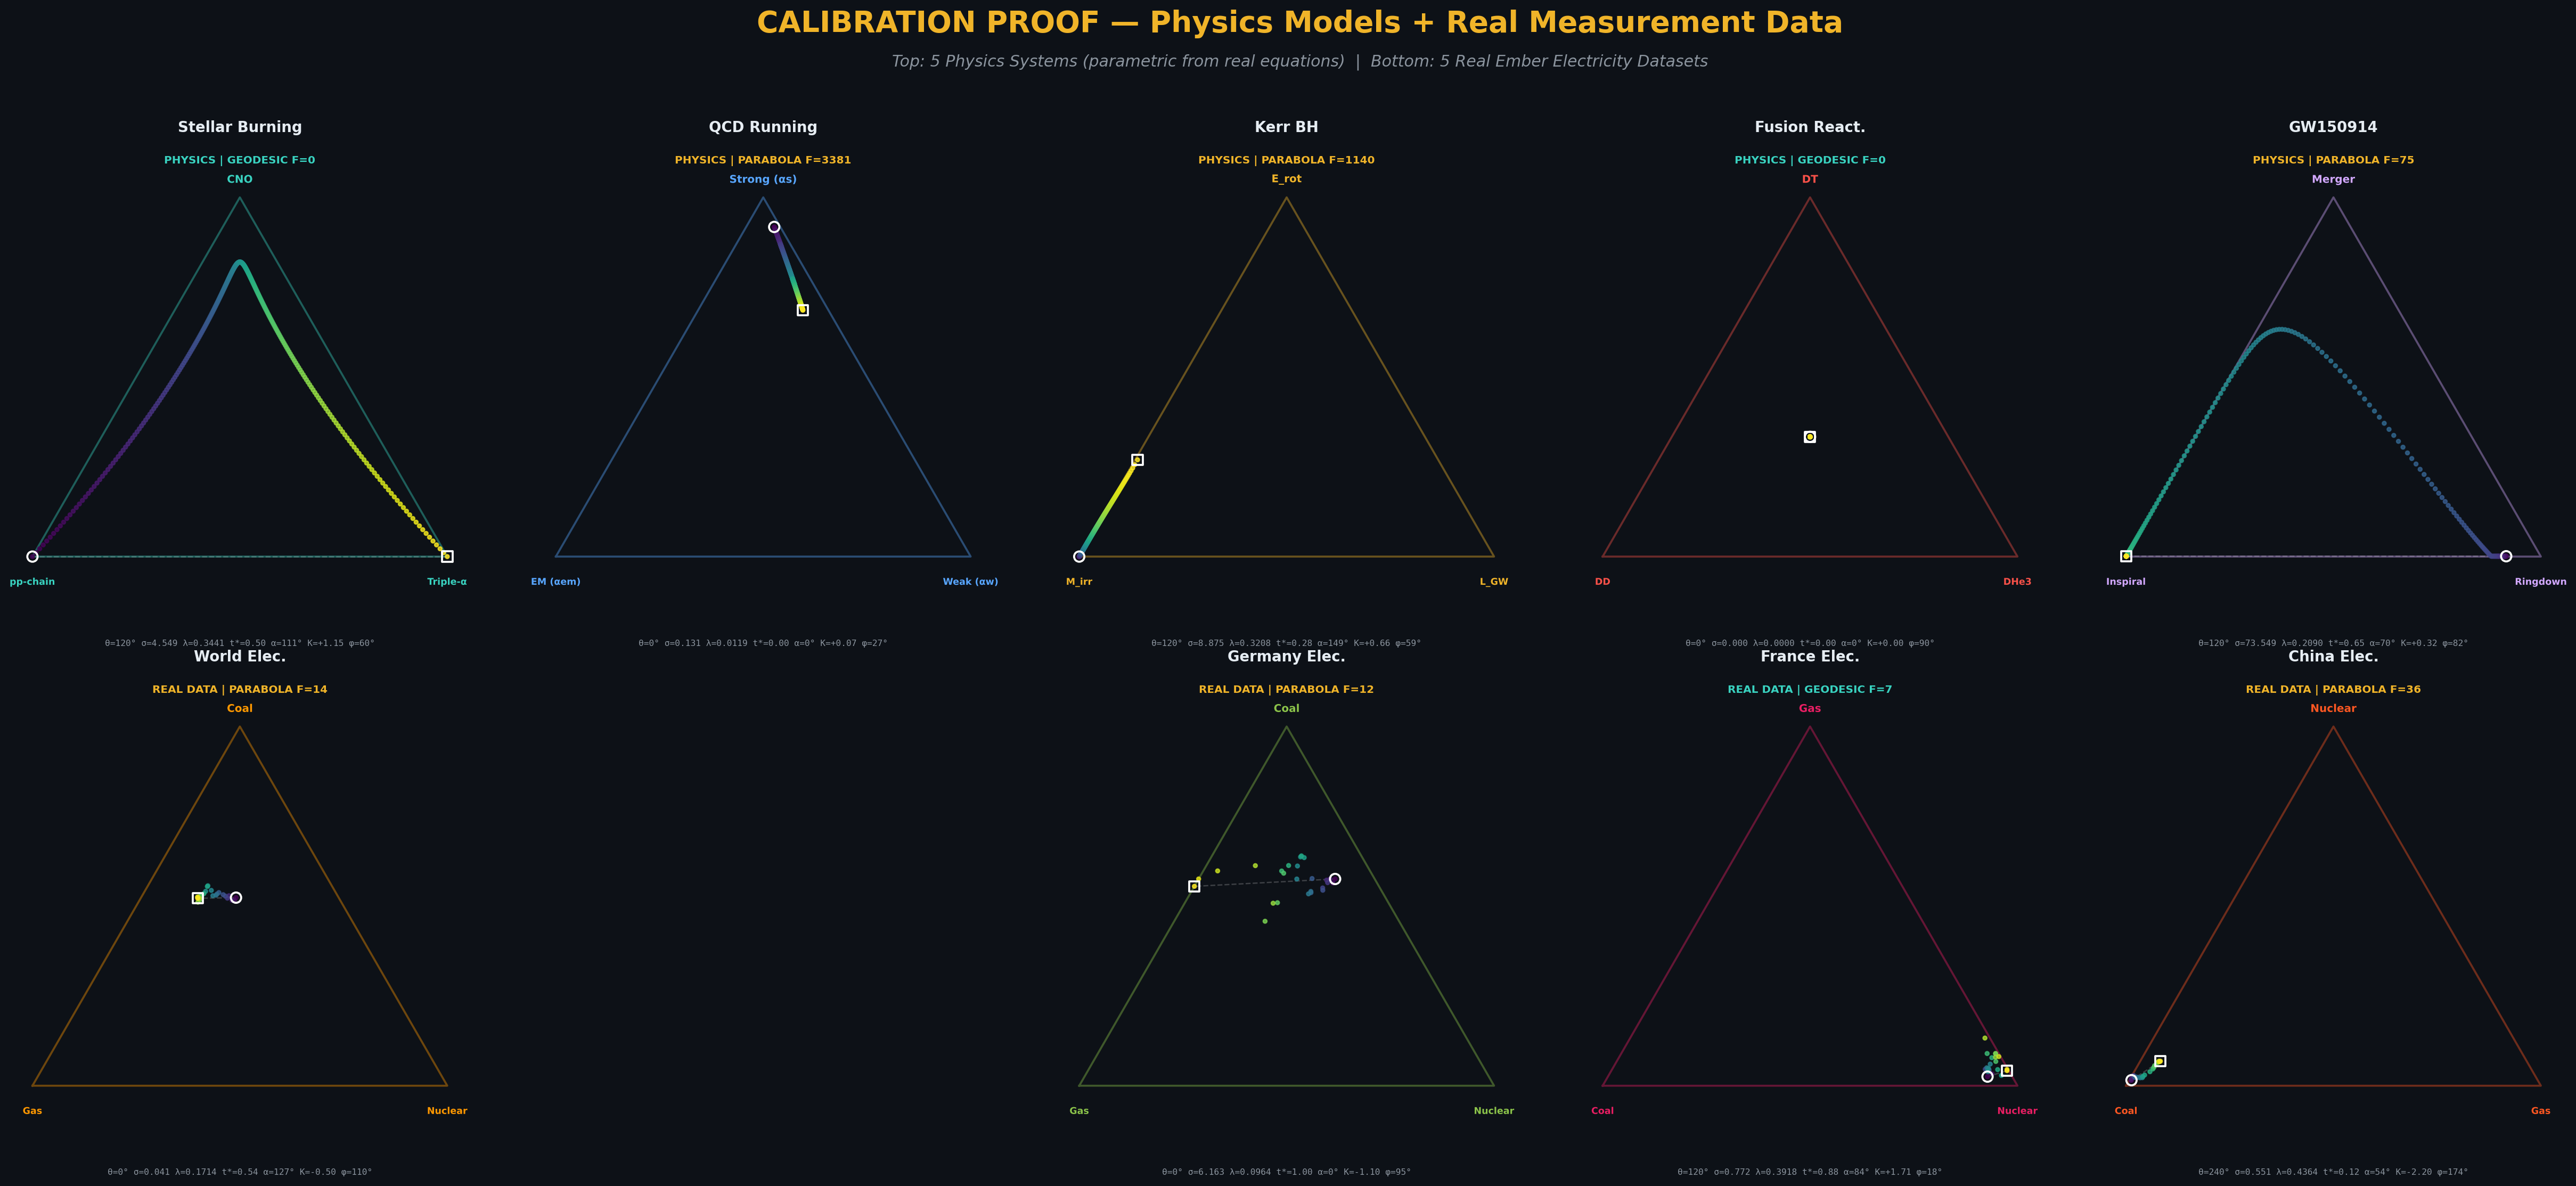 CALIBRATION PROOF — Physics Models + Real Measurement Data
Top: 5 Physics Systems (parametric from real equations) | Bottom: 5 Real Ember Electricity Datasets
Stellar Burning
PHYSICS | GEODESIC F=0
CNO
pp-chain
Triple-α
θ=120° σ=4.549 λ=0.3441 t*=0.50 α=111° K=+1.15 φ=60°
QCD Running
PHYSICS | PARABOLA F=3381
Strong (αs)
EM (αem)
Weak (αw)
θ=0° σ=0.131 λ=0.0119 t*=0.00 α=0° K=+0.07 φ=27°
Kerr BH
PHYSICS | PARABOLA F=1140
E_rot
M_irr
L_GW
θ=120° σ=8.875 λ=0.3208 t*=0.28 α=149° K=+0.66 φ=59°
Fusion React.
PHYSICS | GEODESIC F=0
DT
DD
DHe3
θ=0° σ=0.000 λ=0.0000 t*=0.00 α=0° K=+0.00 φ=90°
GW150914
PHYSICS | PARABOLA F=75
Merger
Inspiral
Ringdown
θ=120° σ=73.549 λ=0.2090 t*=0.65 α=70° K=+0.32 φ=82°
World Elec.
REAL DATA | PARABOLA F=14
Coal
Gas
Nuclear
θ=0° σ=0.041 λ=0.1714 t*=0.54 α=127° K=-0.50 φ=110°
Germany Elec.
REAL DATA | PARABOLA F=12
Coal
Gas
Nuclear
θ=0° σ=6.163 λ=0.0964 t*=1.00 α=0° K=-1.10 φ=95°
France Elec.
REAL DATA | GEODESIC F=7
Gas
Coal
Nuclear
θ=120° σ=0.772 λ=0.3918 t*=0.88 α=84° K=+1.71 φ=18°
China Elec.
REAL DATA | PARABOLA F=36
Nuclear
Coal
Gas
θ=240° σ=0.551 λ=0.4364 t*=0.12 α=54° K=-2.20 φ=174°